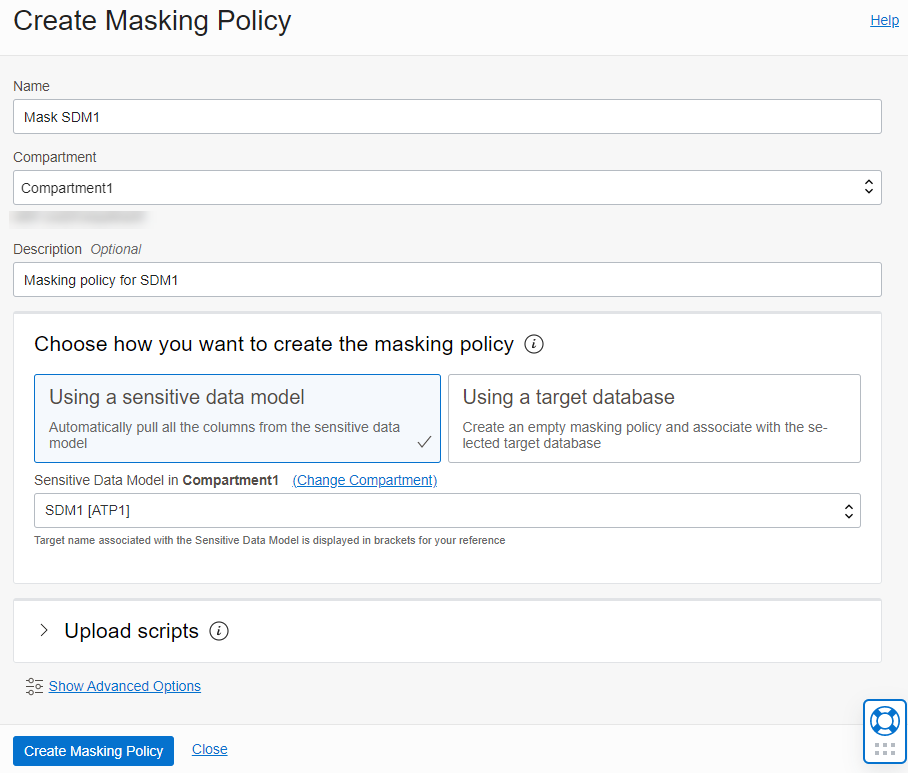 Create Masking Policy
Help
Name
Mask SDM1
Compartment
Compartment1
Description Optional
Masking policy for SDM1
Choose how you want to create the masking policy
Using a sensitive data model
Automatically pull all the columns from the sensitive data
model
Using a target database
Create an empty masking policy and associate with the se-
lected target database
Sensitive Data Model in Compartment1 (Change Compartment)
SDM1 [ATP1]
Target name associated with the Sensitive Data Model is displayed in brackets for your reference
Upload scripts
Show Advanced Options
Create Masking Policy
Close